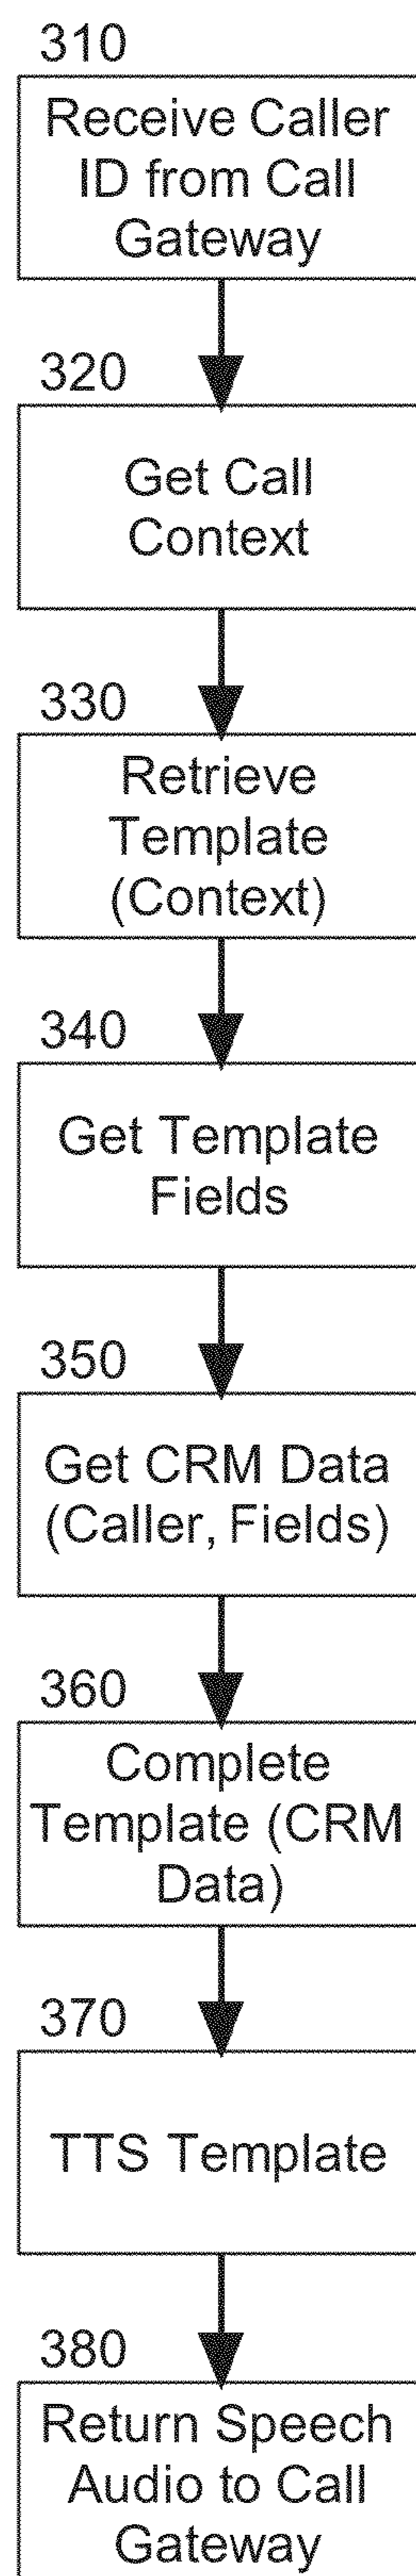 310
Receive Caller
ID from Call
Gateway
320
Get Call
Context
330
Retrieve
Template
(Context)
340
Get Template
Fields
350
Get CRM Data
(Caller, Fields)
360
Complete
Template (CRM
Data)
370
TTS Template
380
Return Speech
Audio to Call
Gateway